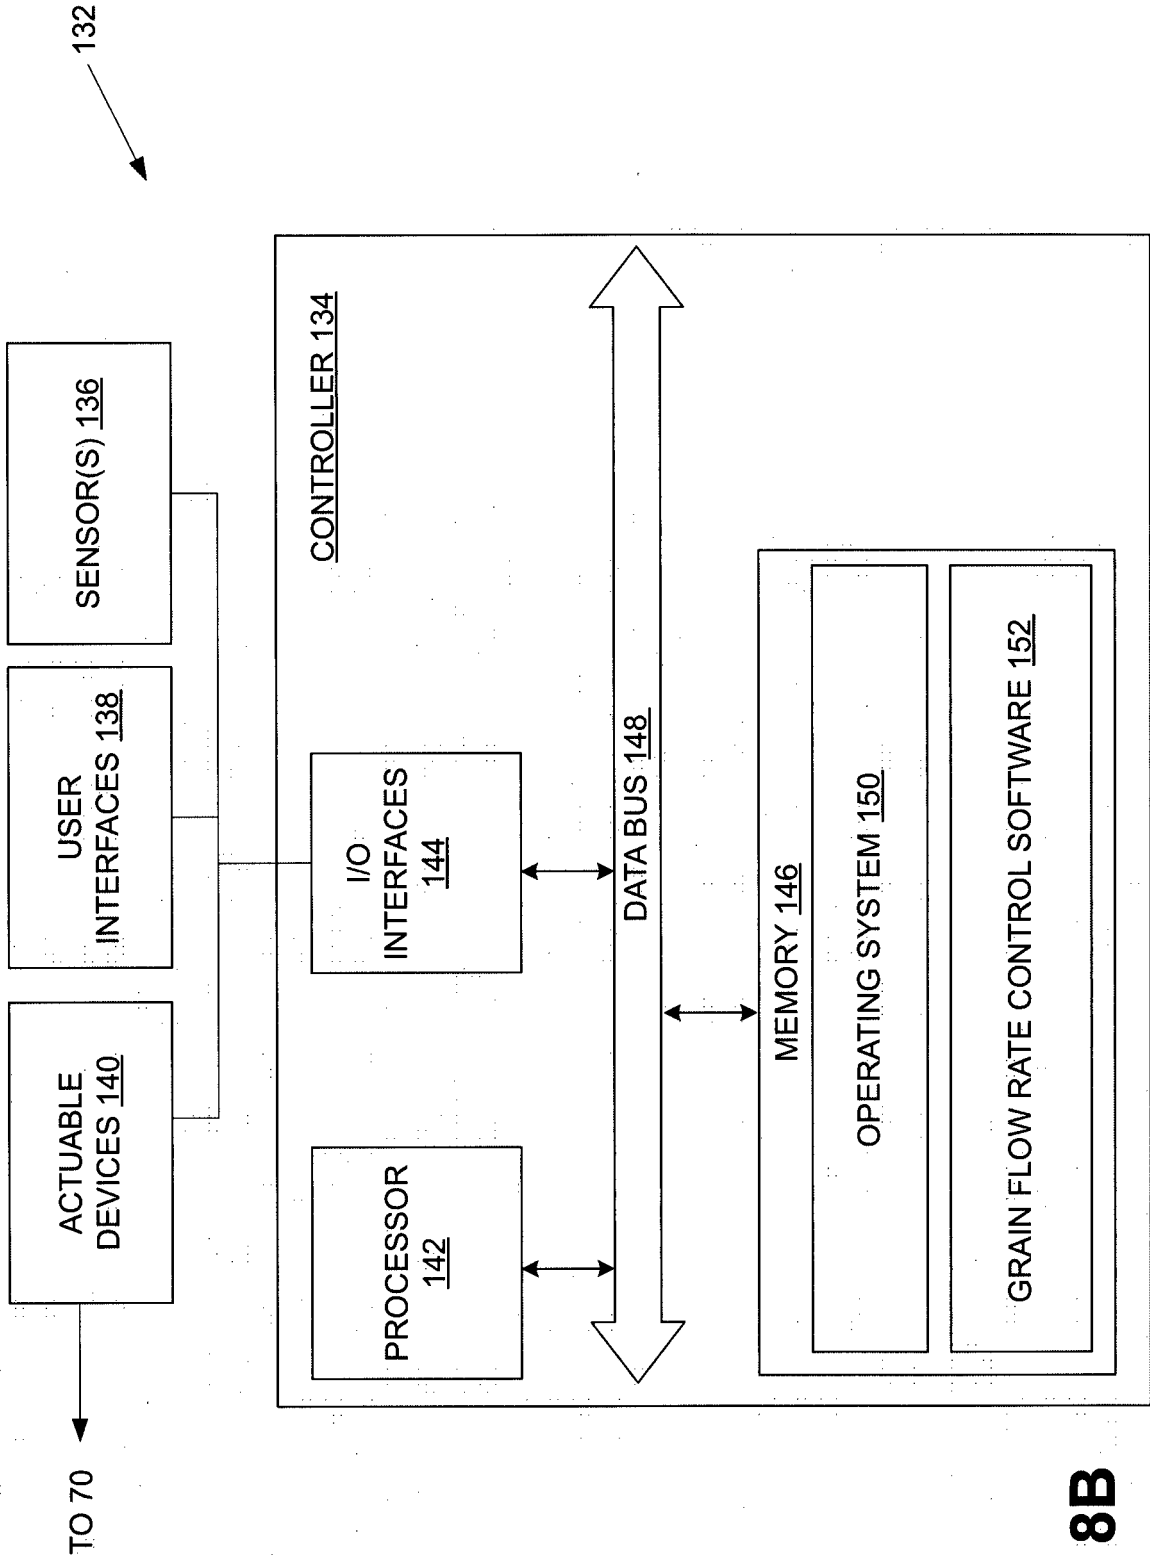 132
TO 70
ACTUABLE
DEVICES 140
USER
INTERFACES 138
SENSOR(S) 136
CONTROLLER 134
PROCESSOR
142
I/O
INTERFACES
144
DATA BUS 148
MEMORY 146
OPERATING SYSTEM 150
GRAIN FLOW RATE CONTROL SOFTWARE 152
8B